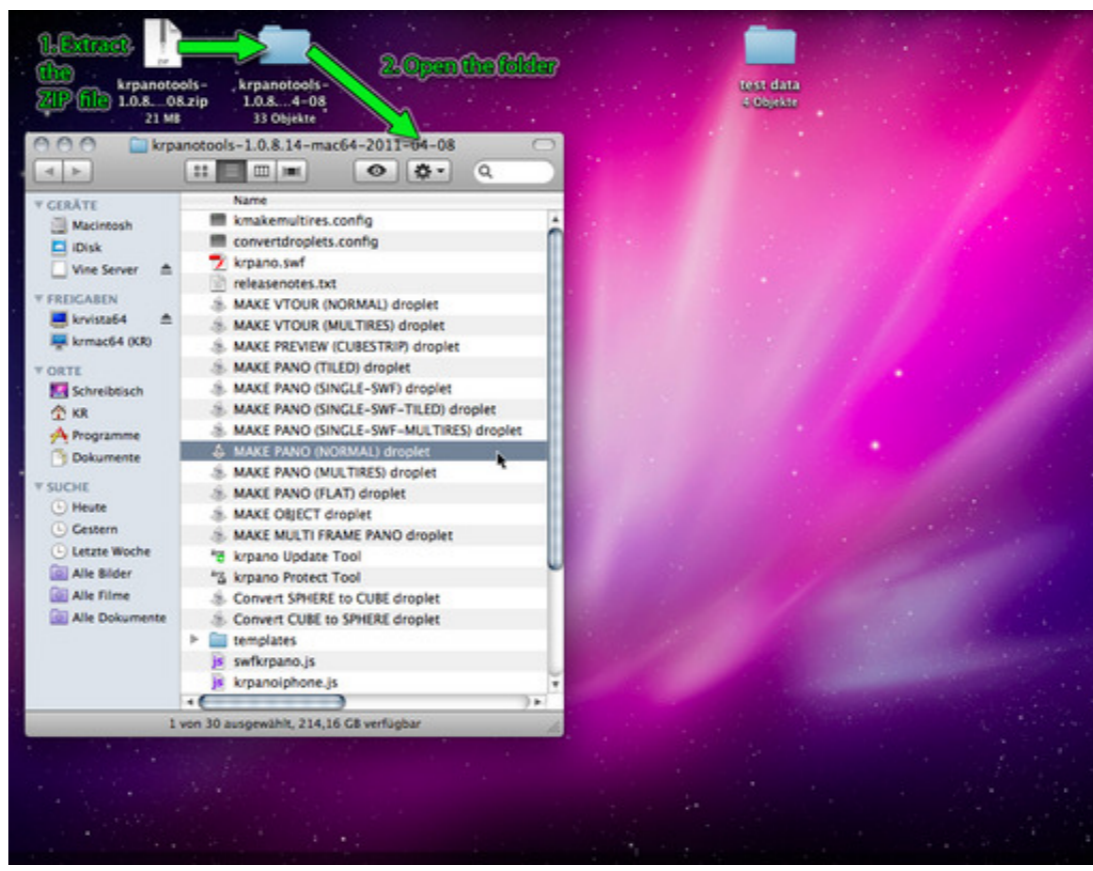 1. Extract
the
ZIP file
2. Open the folder
ZIP
krpanotools-
1.0.8....08.zip
21 MB
krpanotools-
1.0.8....4-08
33 Objekte
test data
4 Objekte
krpanotools-1.0.8.14-mac64-2011-04-08
GERÄTE
Macintosh
iDisk
Vine Server
FREIGABEN
krvista64
krmac64 (KR)
ORTE
Schreibtisch
KR
Programme
Dokumente
SUCHE
Heute
Gestern
Letzte Woche
Alle Bilder
Alle Filme
Alle Dokumente
Name
kmakemultires.config
convertdroplets.config
krpano.swf
releasenotes.txt
MAKE VTOUR (NORMAL) droplet
MAKE VTOUR (MULTIRES) droplet
MAKE PREVIEW (CUBESTRIP) droplet
MAKE PANO (TILED) droplet
MAKE PANO (SINGLE-SWF) droplet
MAKE PANO (SINGLE-SWF-TILED) droplet
MAKE PANO (SINGLE-SWF-MULTIRES) droplet
MAKE PANO (NORMAL) droplet
MAKE PANO (MULTIRES) droplet
MAKE PANO (FLAT) droplet
MAKE OBJECT droplet
MAKE MULTI FRAME PANO droplet
krpano Update Tool
krpano Protect Tool
Convert SPHERE to CUBE droplet
Convert CUBE to SPHERE droplet
templates
js swfkrpano.js
js krpanoiphone.js
1 von 30 ausgewählt, 214,16 GB verfügbar